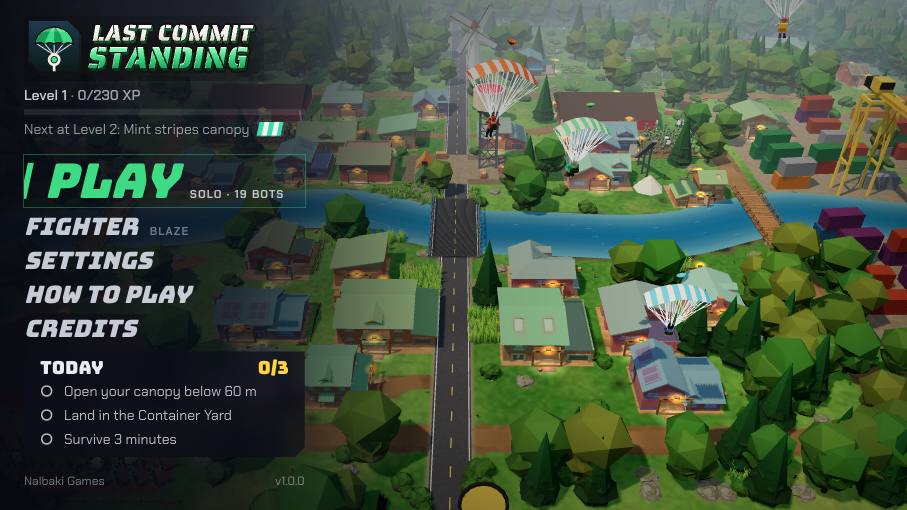 LAST COMMIT
STANDING
Level 1 · 0/230 XP
Next at Level 2: Mint stripes canopy
PLAY SOLO · 19 BOTS
FIGHTER BLAZE
SETTINGS
HOW TO PLAY
CREDITS
TODAY 0/3
Open your canopy below 60 m
Land in the Container Yard
Survive 3 minutes
Nalbaki Games v1.0.0